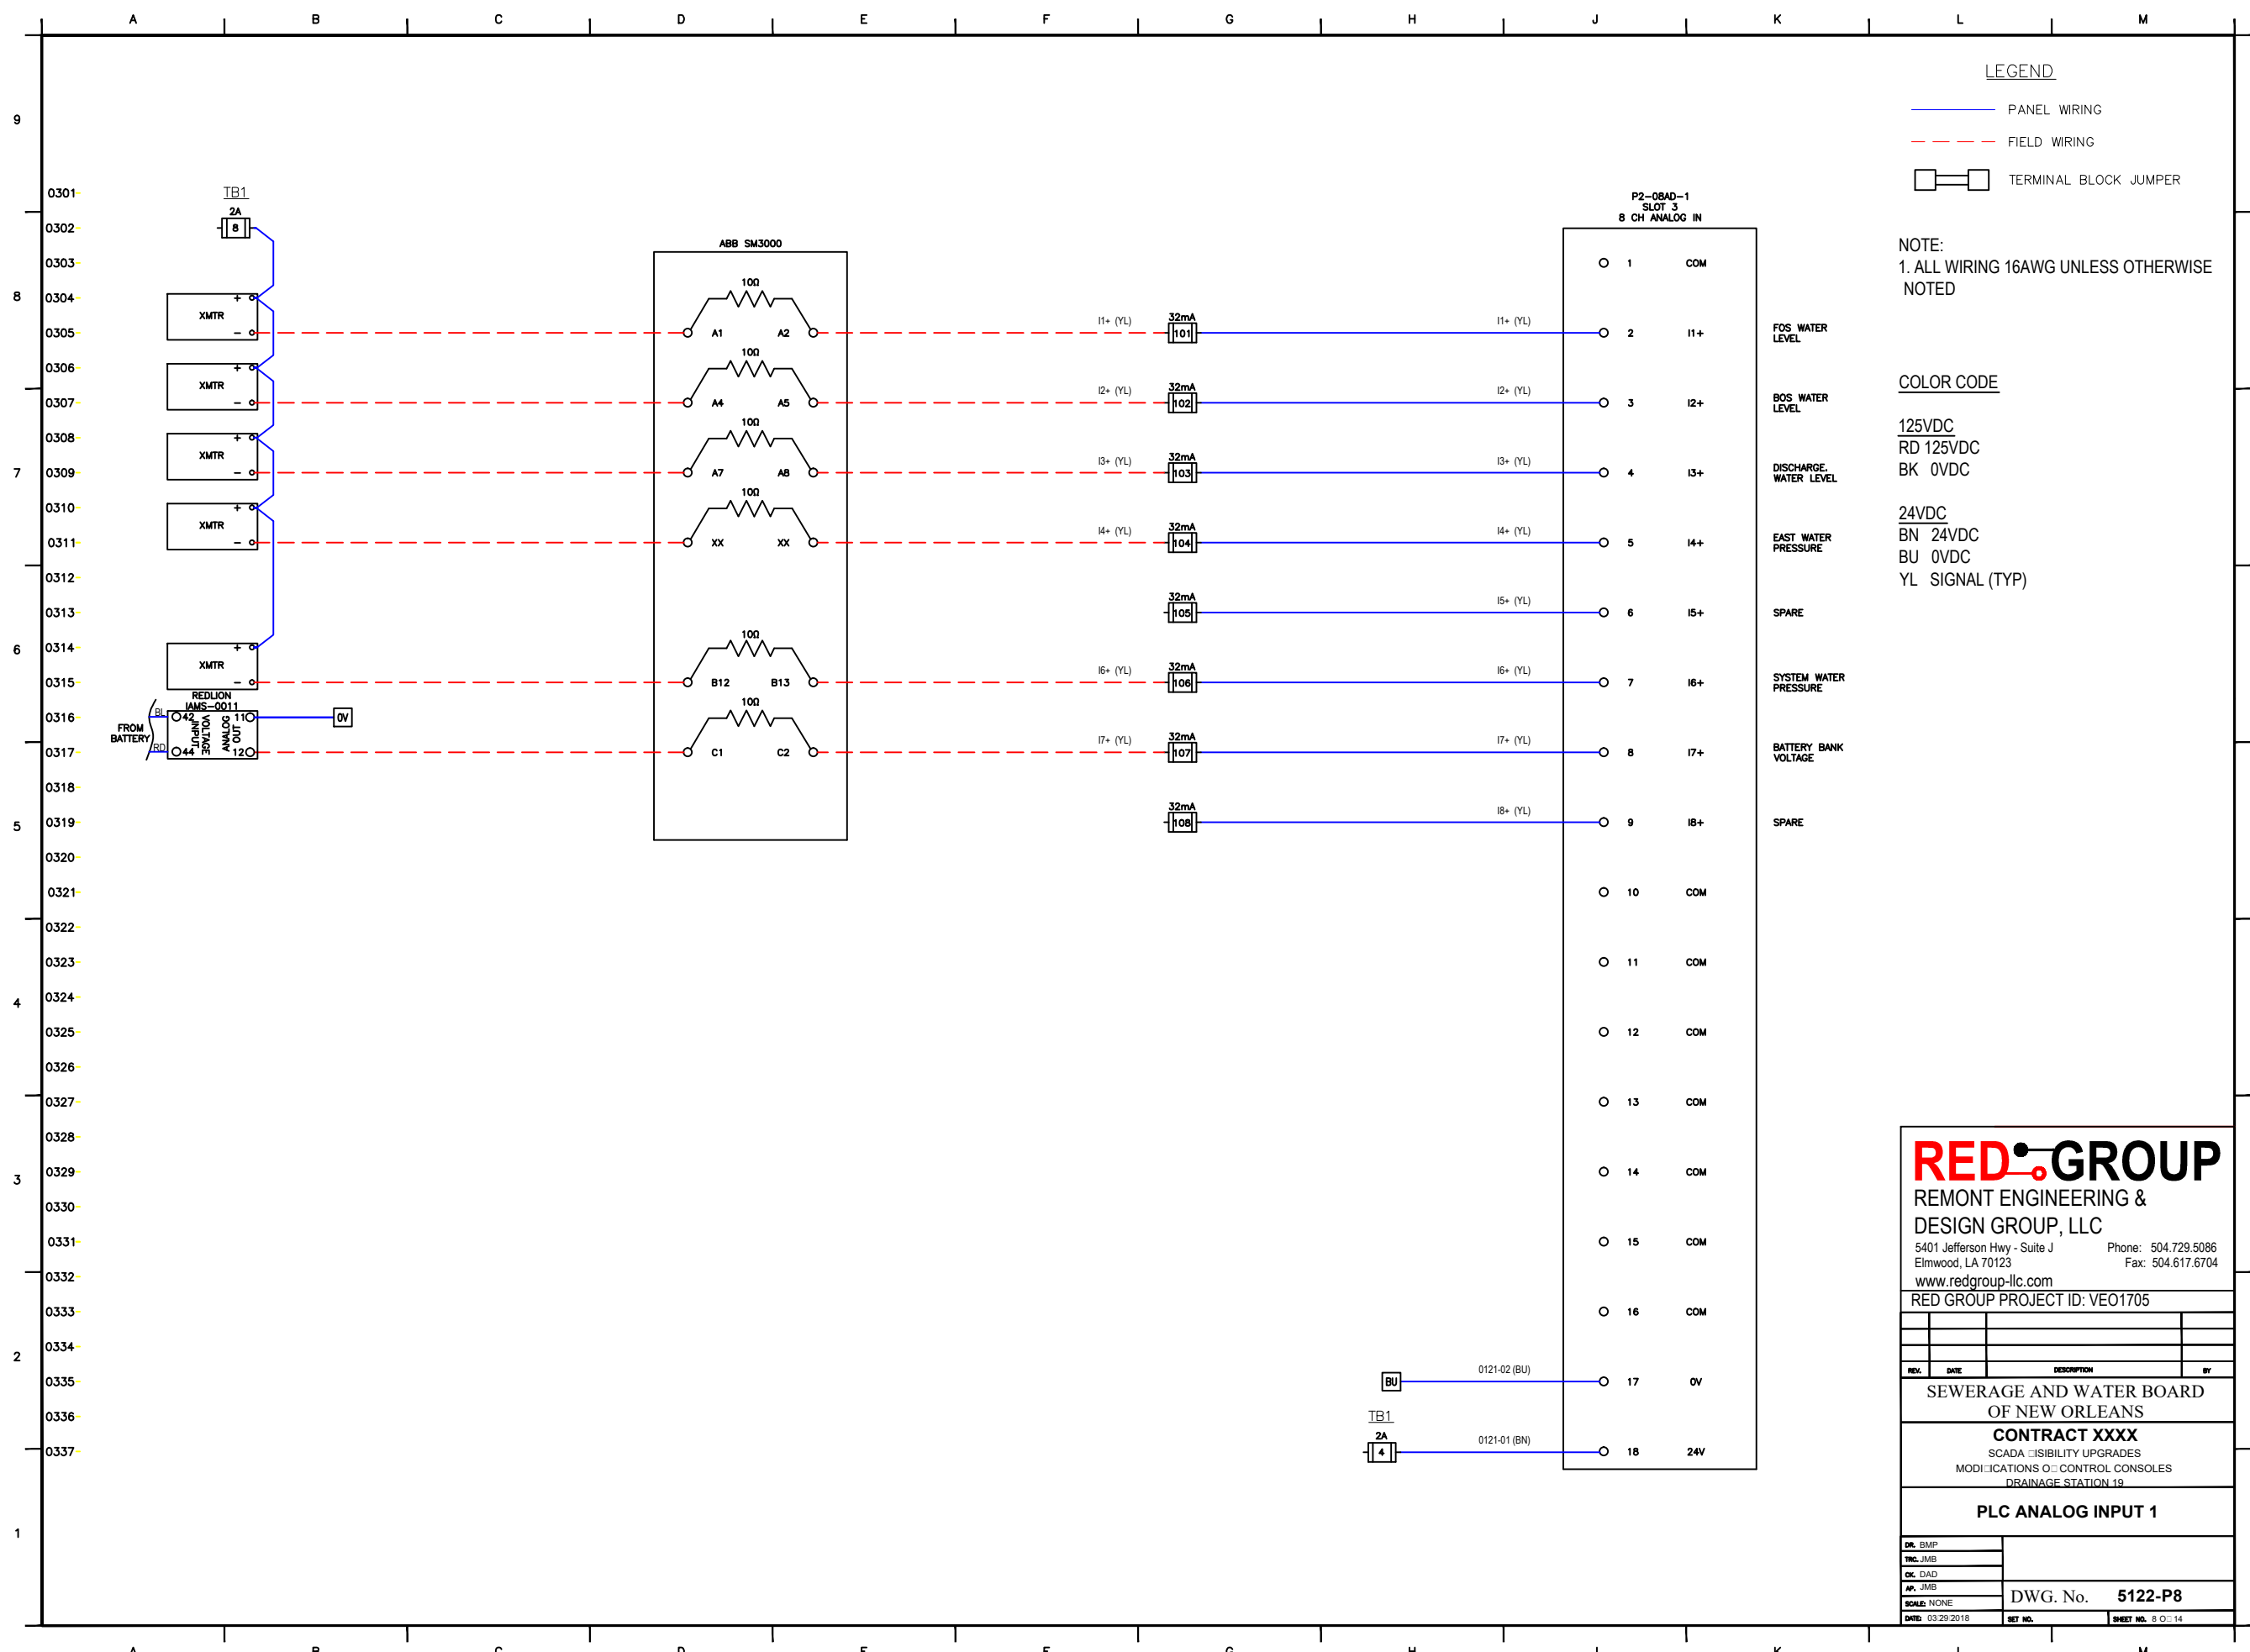 A B C D E F G H J K L M
LEGEND
PANEL WIRING
FIELD WIRING
TERMINAL BLOCK JUMPER
NOTE:
1. ALL WIRING 16AWG UNLESS OTHERWISE
NOTED
COLOR CODE
125VDC
RD 125VDC
BK 0VDC
24VDC
BN 24VDC
BU 0VDC
YL SIGNAL (TYP)
9
8
7
6
5
4
3
2
1
0301
0302
0303
0304
0305
0306
0307
0308
0309
0310
0311
0312
0313
0314
0315
0316
0317
0318
0319
0320
0321
0322
0323
0324
0325
0326
0327
0328
0329
0330
0331
0332
0333
0334
0335
0336
0337
TB1
2A
8
+
XMTR
-
+
XMTR
-
+
XMTR
-
+
XMTR
-
+
XMTR
-
REDLION
IAMS-0011
FROM
BATTERY
BL
RD
42
44
VOLTAGE
INPUT
ANALOG
OUT
11
12
0V
ABB SM3000
10Ω
A1 A2
10Ω
A4 A5
10Ω
A7 A8
10Ω
XX XX
10Ω
B12 B13
10Ω
C1 C2
I1+ (YL)
32mA
101
I1+ (YL)
I2+ (YL)
32mA
102
I2+ (YL)
I3+ (YL)
32mA
103
I3+ (YL)
I4+ (YL)
32mA
104
I4+ (YL)
32mA
105
I5+ (YL)
I6+ (YL)
32mA
106
I6+ (YL)
I7+ (YL)
32mA
107
I7+ (YL)
32mA
108
I8+ (YL)
P2-08AD-1
SLOT 3
8 CH ANALOG IN
1 COM
2 I1+
FOS WATER
LEVEL
3 I2+
BOS WATER
LEVEL
4 I3+
DISCHARGE.
WATER LEVEL
5 I4+
EAST WATER
PRESSURE
6 I5+
SPARE
7 I6+
SYSTEM WATER
PRESSURE
8 I7+
BATTERY BANK
VOLTAGE
9 I8+
SPARE
10 COM
11 COM
12 COM
13 COM
14 COM
15 COM
16 COM
BU
0121-02 (BU)
17 0V
TB1
2A
4
0121-01 (BN)
18 24V
RED GROUP
REMONT ENGINEERING &
DESIGN GROUP, LLC
5401 Jefferson Hwy - Suite J Phone: 504.729.5086
Elmwood, LA 70123 Fax: 504.617.6704
www.redgroup-llc.com
RED GROUP PROJECT ID: VEO1705
REV. DATE DESCRIPTION BY
SEWERAGE AND WATER BOARD
OF NEW ORLEANS
CONTRACT XXXX
SCADA □ISIBILITY UPGRADES
MODI□ICATIONS O□ CONTROL CONSOLES
DRAINAGE STATION 19
PLC ANALOG INPUT 1
DR. BMP
TRC. JMB
CK. DAD
AP. JMB
SCALE: NONE
DATE: 03.29.2018
DWG. No. 5122-P8
SET NO.
SHEET NO. 8 O□ 14
A B C D E F G H J K L M